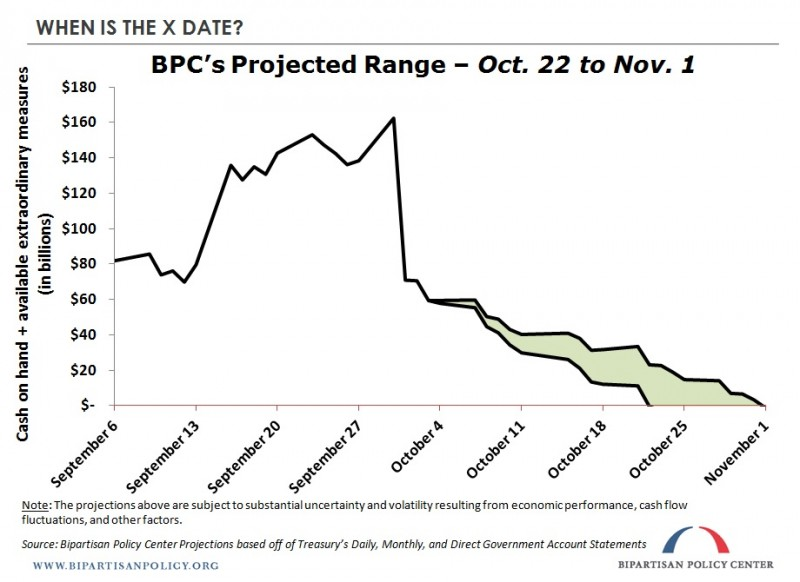 WHEN IS THE X DATE?
BPC's Projected Range – Oct. 22 to Nov. 1
Cash on hand + available extraordinary measures
(in billions)
$180
$160
$140
$120
$100
$80
$60
$40
$20
$-
September 6
September 13
September 20
September 27
October 4
October 11
October 18
October 25
November 1
Note: The projections above are subject to substantial uncertainty and volatility resulting from economic performance, cash flow
fluctuations, and other factors.
Source: Bipartisan Policy Center Projections based off of Treasury's Daily, Monthly, and Direct Government Account Statements
WWW.BIPARTISANPOLICY.ORG
BIPARTISAN POLICY CENTER